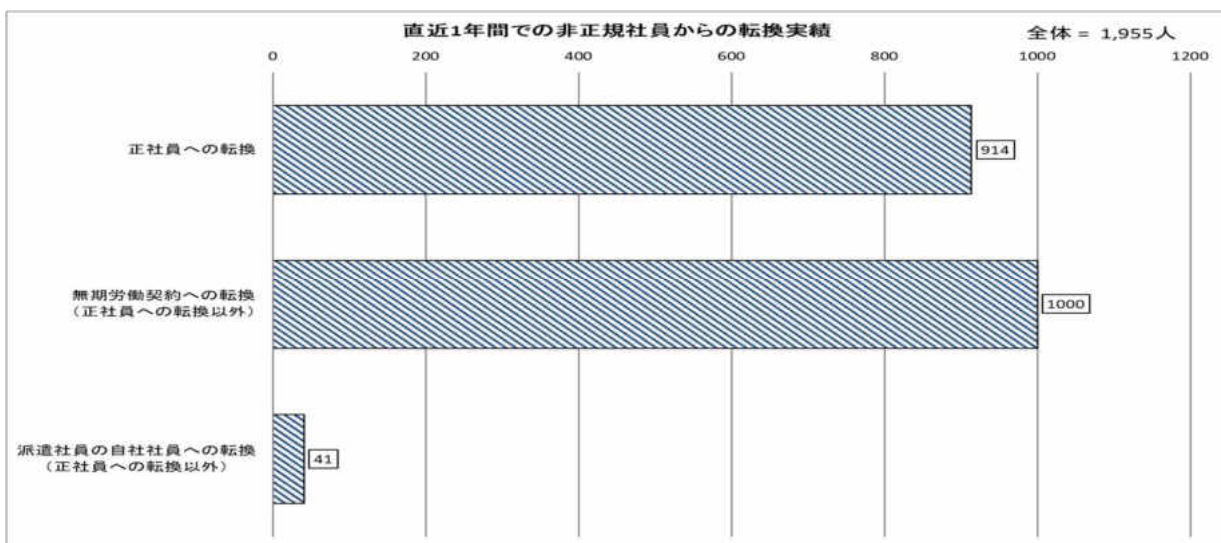 直近1年間での非正規社員からの転換実績
全体 = 1,955人
0 200 400 600 800 1000 1200
正社員への転換
914
無期労働契約への転換
（正社員への転換以外）
1000
派遣社員の自社社員への転換
（正社員への転換以外）
41